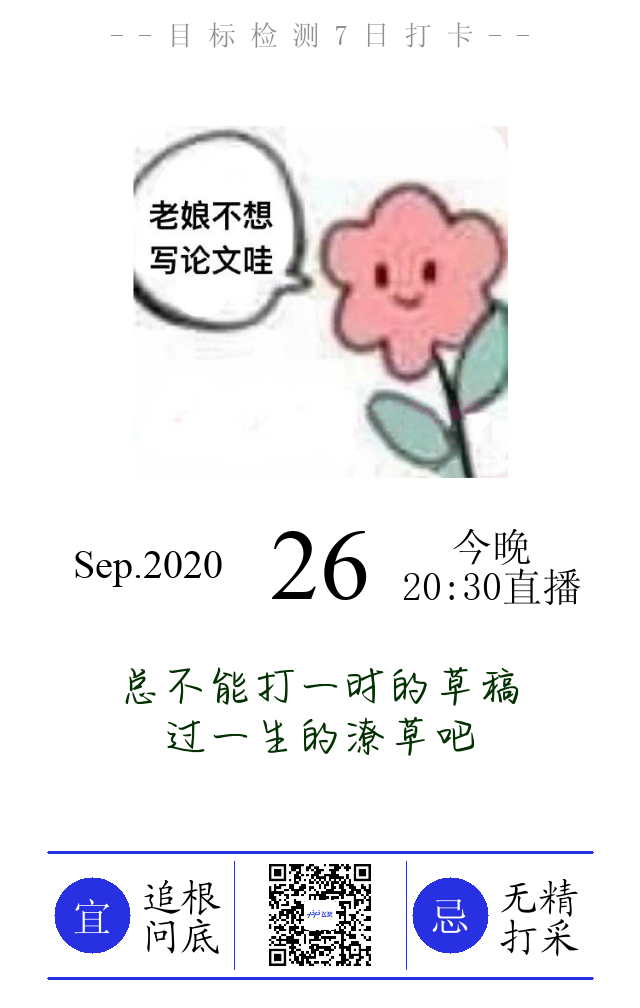 --目标检测7日打卡--
老娘不想
写论文哇
Sep.2020
26
今晚
20:30直播
总不能打一时的草稿
过一生的潦草吧
宜
追根
问底
忌
无精
打采